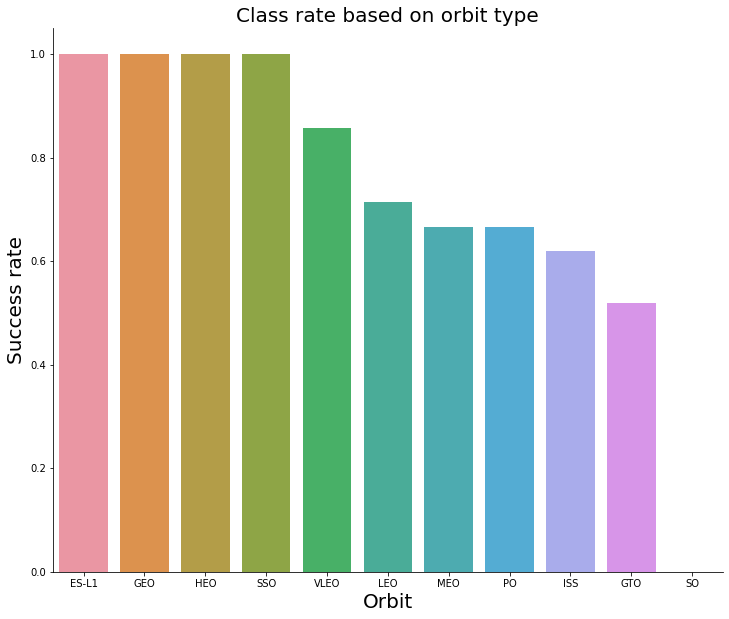 Class rate based on orbit type
1.0
0.8
0.6
0.4
0.2
0.0
Success rate
ES-L1 GEO HEO SSO VLEO LEO MEO PO ISS GTO SO
Orbit